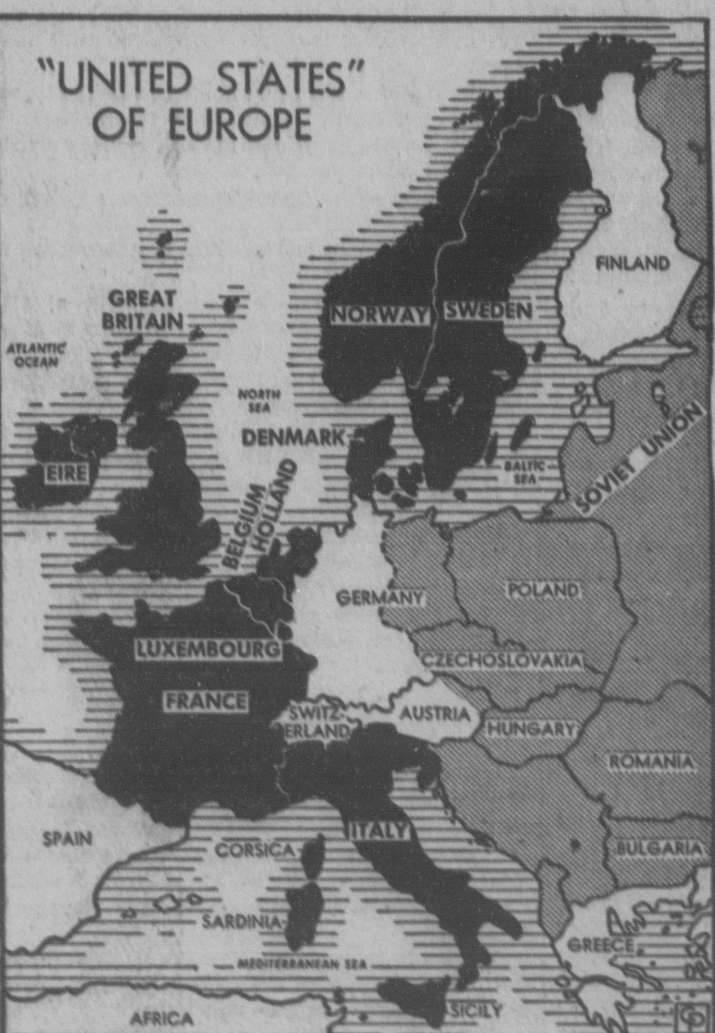 "UNITED STATES"
OF EUROPE
FINLAND
GREAT
BRITAIN
NORWAY
SWEDEN
ATLANTIC
OCEAN
NORTH
SEA
DENMARK
EIRE
BALTIC
SEA
SOVIET UNION
BELGIUM
HOLLAND
GERMANY
POLAND
LUXEMBOURG
CZECHOSLOVAKIA
FRANCE
SWITZ-
ERLAND
AUSTRIA
HUNGARY
ROMANIA
SPAIN
CORSICA
ITALY
BULGARIA
SARDINIA
GREECE
MEDITERRANEAN SEA
AFRICA
SICILY